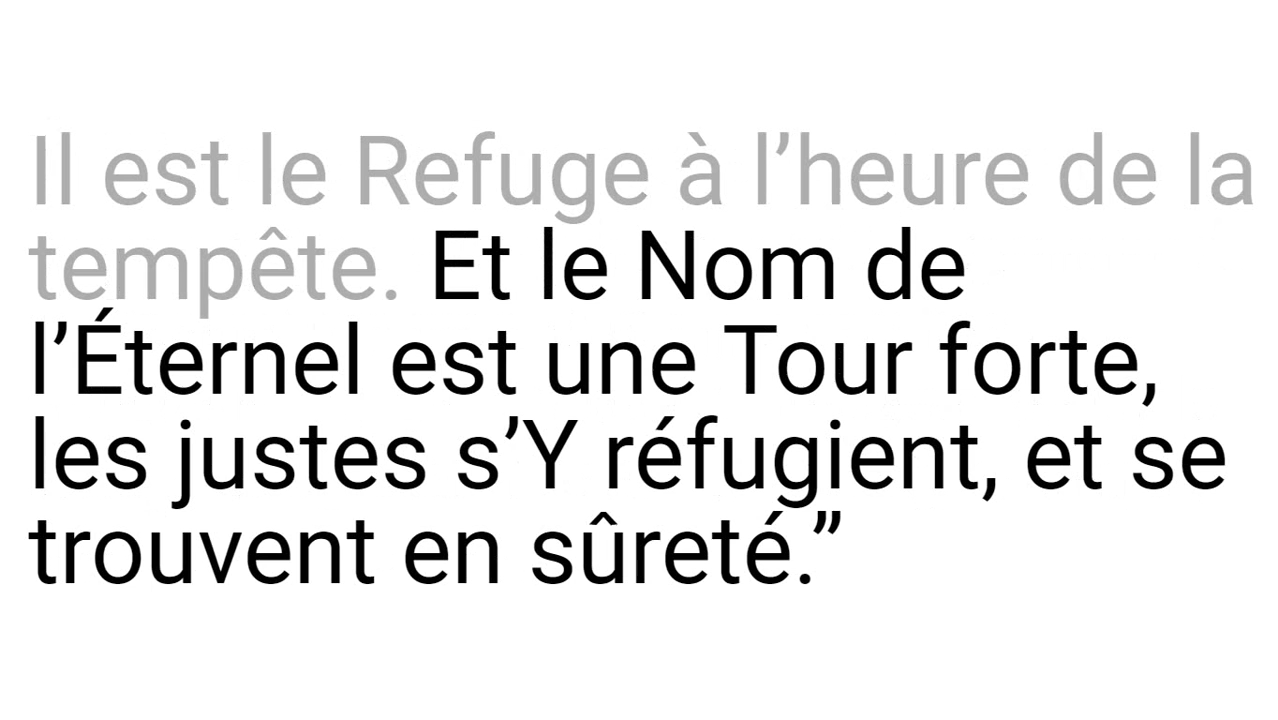 Il est le Refuge à l’heure de la
tempête. Et le Nom de
l’Éternel est une Tour forte,
les justes s’Y réfugient, et se
trouvent en sûreté.”